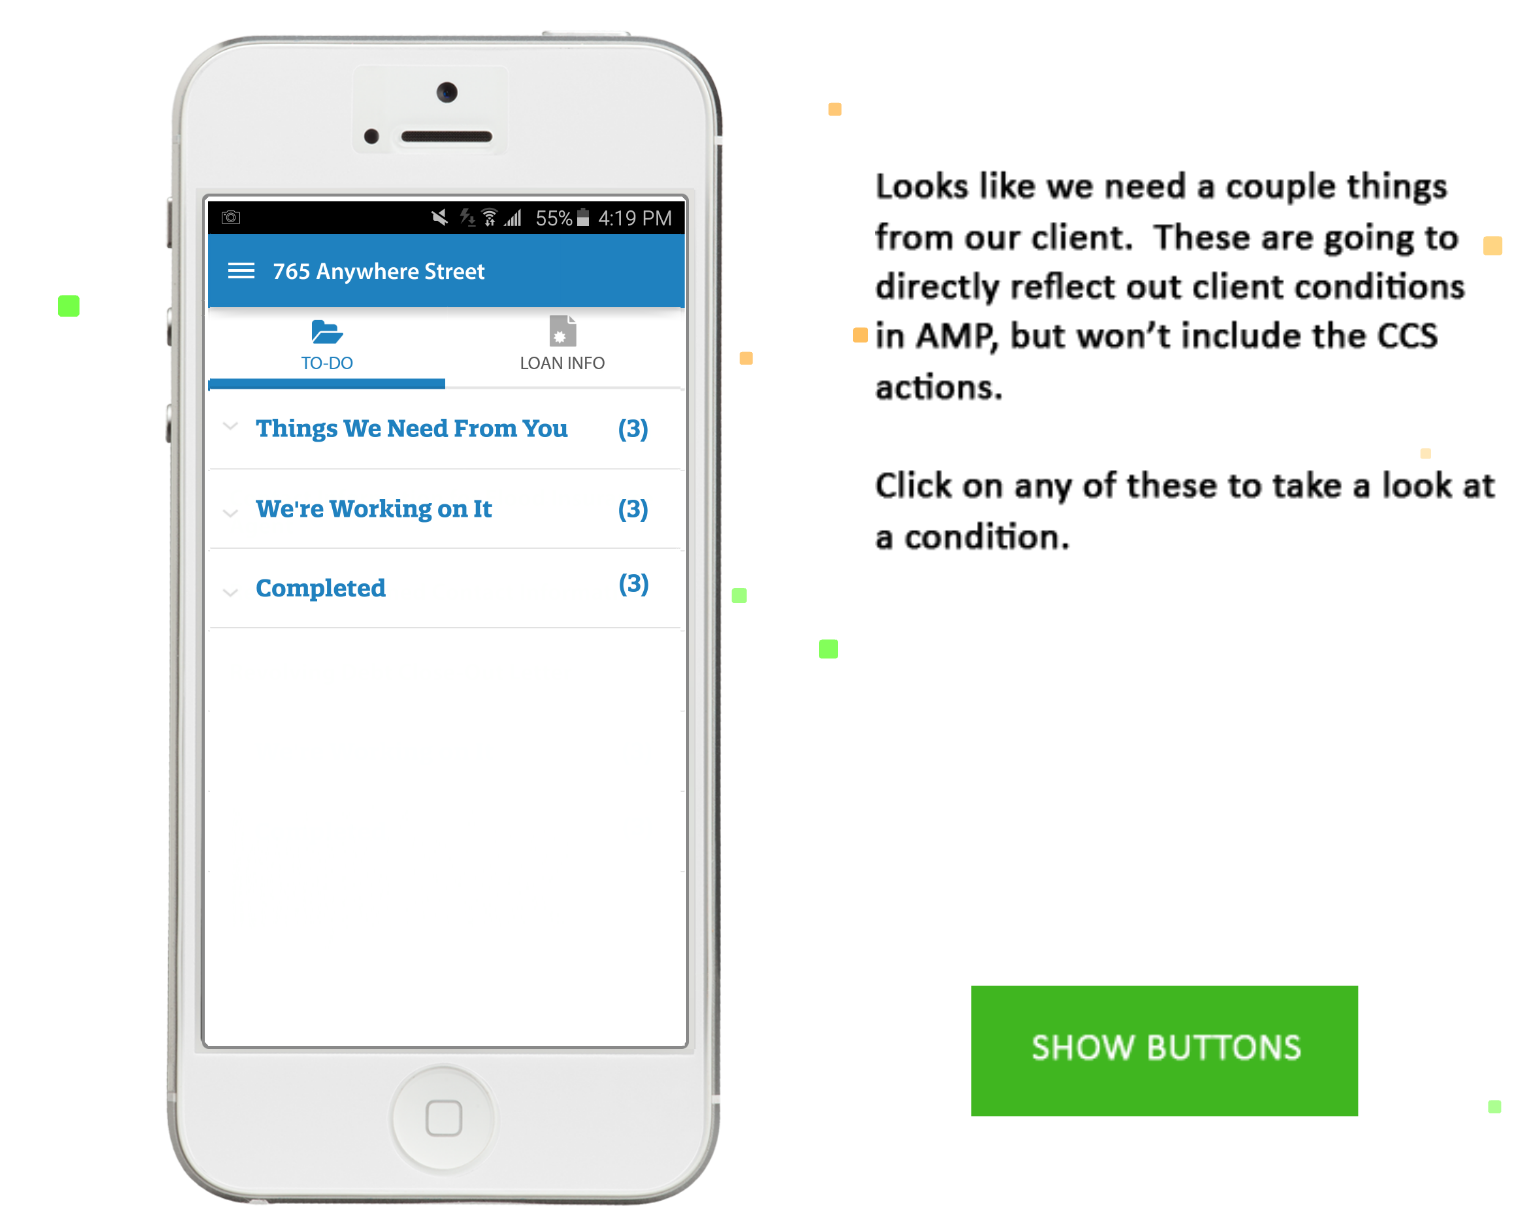 55% 4:19 PM
765 Anywhere Street
TO-DO LOAN INFO
Things We Need From You (3)
We're Working on It (3)
Completed (3)
Looks like we need a couple things
from our client.  These are going to
directly reflect out client conditions
in AMP, but won’t include the CCS
actions.
Click on any of these to take a look at
a condition.
SHOW BUTTONS